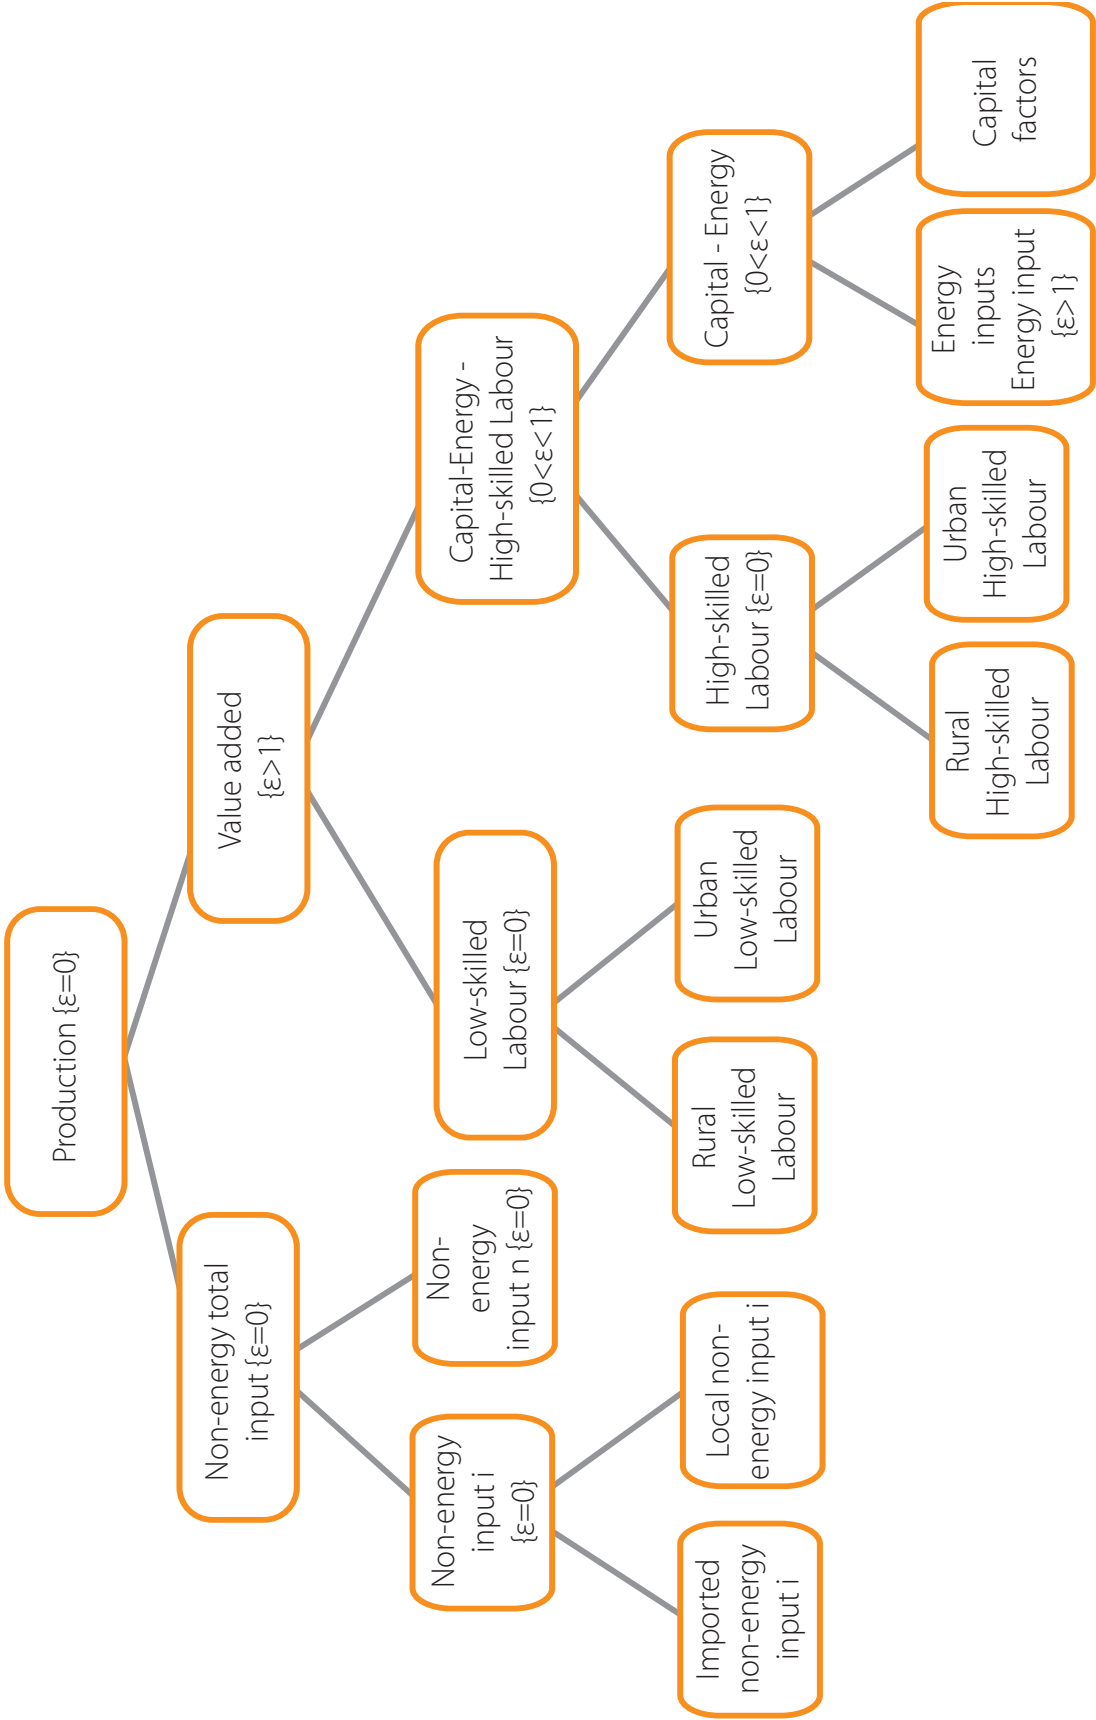 Production {ε=0}
Non-energy total
input {ε=0}
Value added
{ε>1}
Non-energy
input i
{ε=0}
Non-
energy
input n {ε=0}
Low-skilled
Labour {ε=0}
Capital-Energy -
High-skilled Labour
{0<ε<1}
Imported
non-energy
input i
Local non-
energy input i
Rural
Low-skilled
Labour
Urban
Low-skilled
Labour
High-skilled
Labour {ε=0}
Capital - Energy
{0<ε<1}
Rural
High-skilled
Labour
Urban
High-skilled
Labour
Energy
inputs
Energy input
{ε>1}
Capital
factors